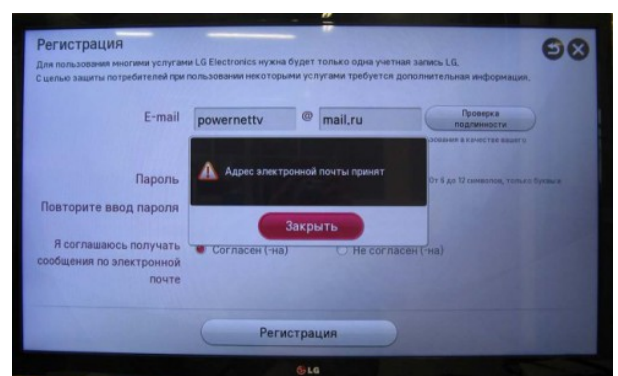 Регистрация
Для пользования многими услугами LG Electronics нужна будет только одна учетная запись LG.
С целью защиты потребителей при пользовании некоторыми услугами требуется дополнительная информация.
E-mail powernettv @ mail.ru Проверка подлинности
зования в качестве вашего
Адрес электронной почты принят
Пароль От 6 до 12 символов, только буквы и
Повторите ввод пароля
Закрыть
Я соглашаюсь получать
сообщения по электронной
почте
Согласен (-на) Не согласен (-на)
Регистрация
LG